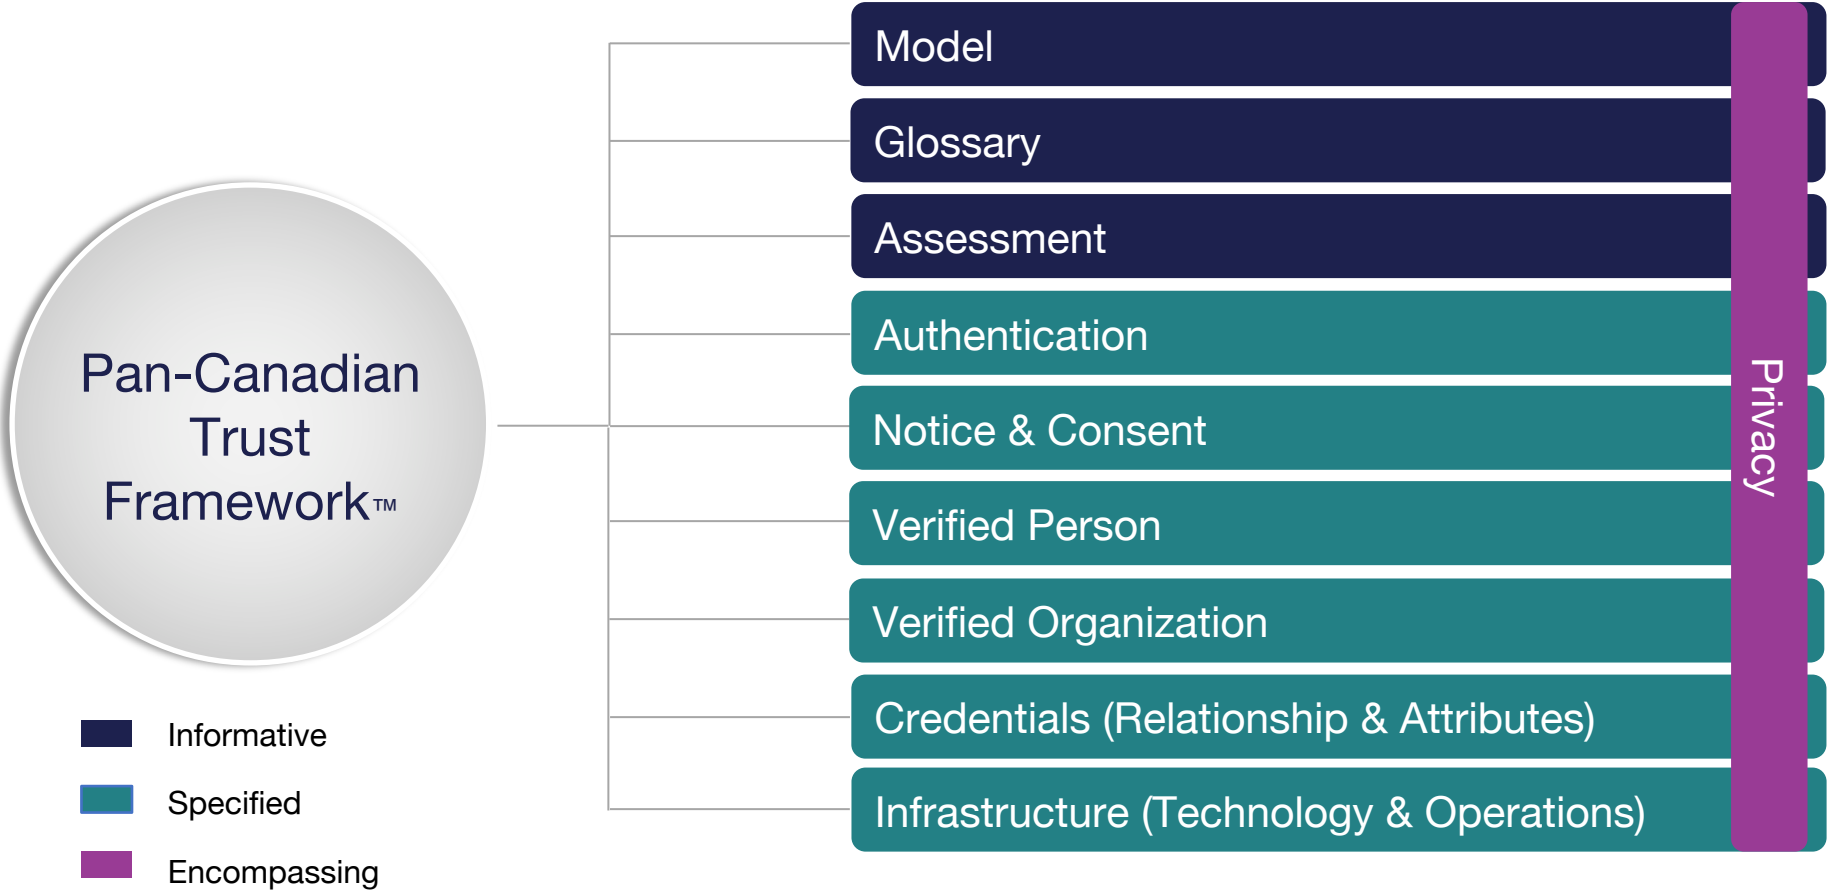 Pan-Canadian
Trust
Framework™
Model
Glossary
Assessment
Authentication
Notice & Consent
Verified Person
Verified Organization
Credentials (Relationship & Attributes)
Infrastructure (Technology & Operations)
Privacy
Informative
Specified
Encompassing